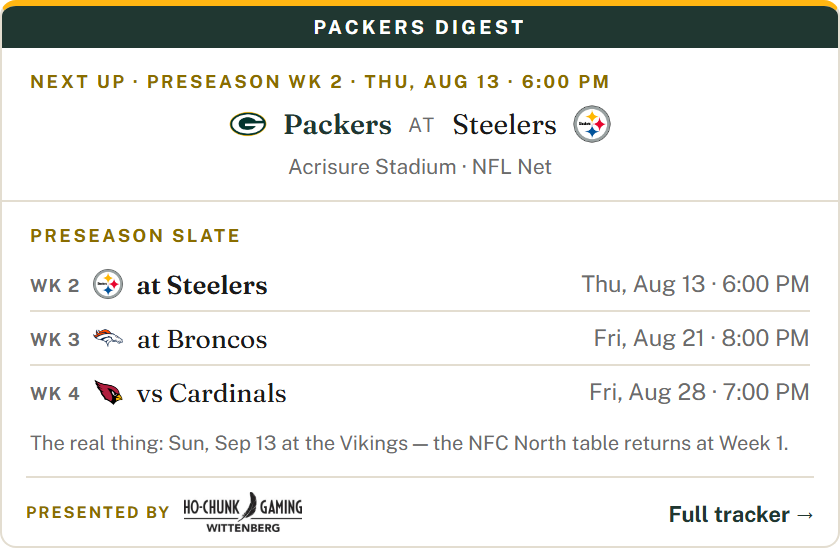 PACKERS DIGEST
NEXT UP · PRESEASON WK 2 · THU, AUG 13 · 6:00 PM
Packers AT Steelers
Acrisure Stadium · NFL Net
PRESEASON SLATE
WK 2 at Steelers Thu, Aug 13 · 6:00 PM
WK 3 at Broncos Fri, Aug 21 · 8:00 PM
WK 4 vs Cardinals Fri, Aug 28 · 7:00 PM
The real thing: Sun, Sep 13 at the Vikings — the NFC North table returns at Week 1.
PRESENTED BY HO-CHUNK GAMING
WITTENBERG
Full tracker →